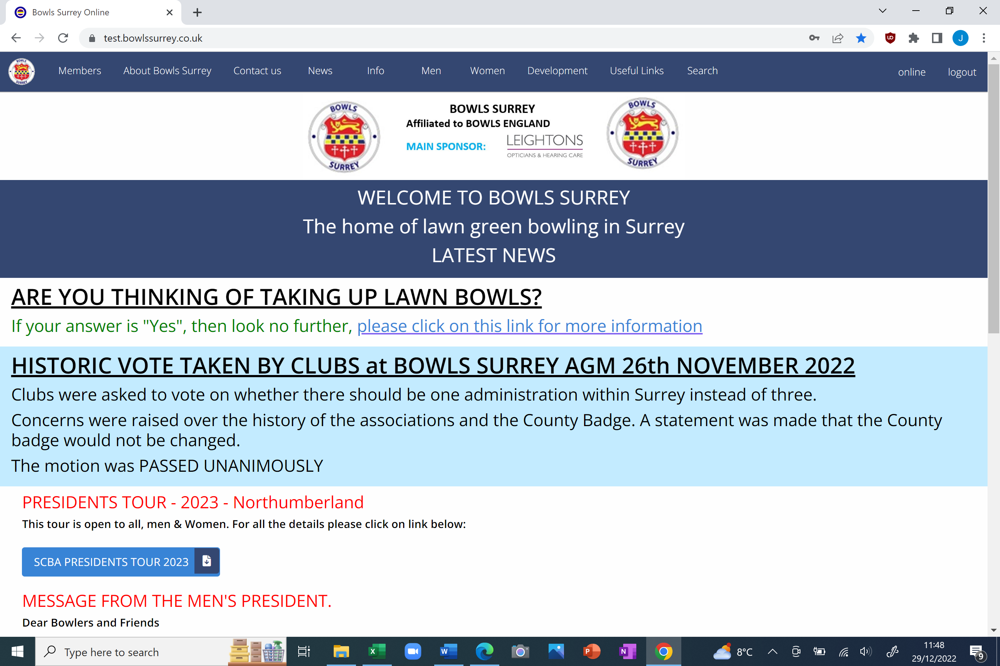 Bowls Surrey Online
test.bowlssurrey.co.uk
J
BOWLS
SURREY
Members About Bowls Surrey Contact us News Info Men Women Development Useful Links Search online logout
BOWLS
SURREY
BOWLS SURREY
Affiliated to BOWLS ENGLAND
MAIN SPONSOR:
LEIGHTONS
OPTICIANS & HEARING CARE
BOWLS
SURREY
WELCOME TO BOWLS SURREY
The home of lawn green bowling in Surrey
LATEST NEWS
ARE YOU THINKING OF TAKING UP LAWN BOWLS?
If your answer is "Yes", then look no further, please click on this link for more information
HISTORIC VOTE TAKEN BY CLUBS at BOWLS SURREY AGM 26th NOVEMBER 2022
Clubs were asked to vote on whether there should be one administration within Surrey instead of three.
Concerns were raised over the history of the associations and the County Badge. A statement was made that the County
badge would not be changed.
The motion was PASSED UNANIMOUSLY
PRESIDENTS TOUR - 2023 - Northumberland
This tour is open to all, men & Women. For all the details please click on link below:
SCBA PRESIDENTS TOUR 2023
MESSAGE FROM THE MEN'S PRESIDENT.
Dear Bowlers and Friends
Type here to search
X
W
P
N
8°C
11:48
29/12/2022
9